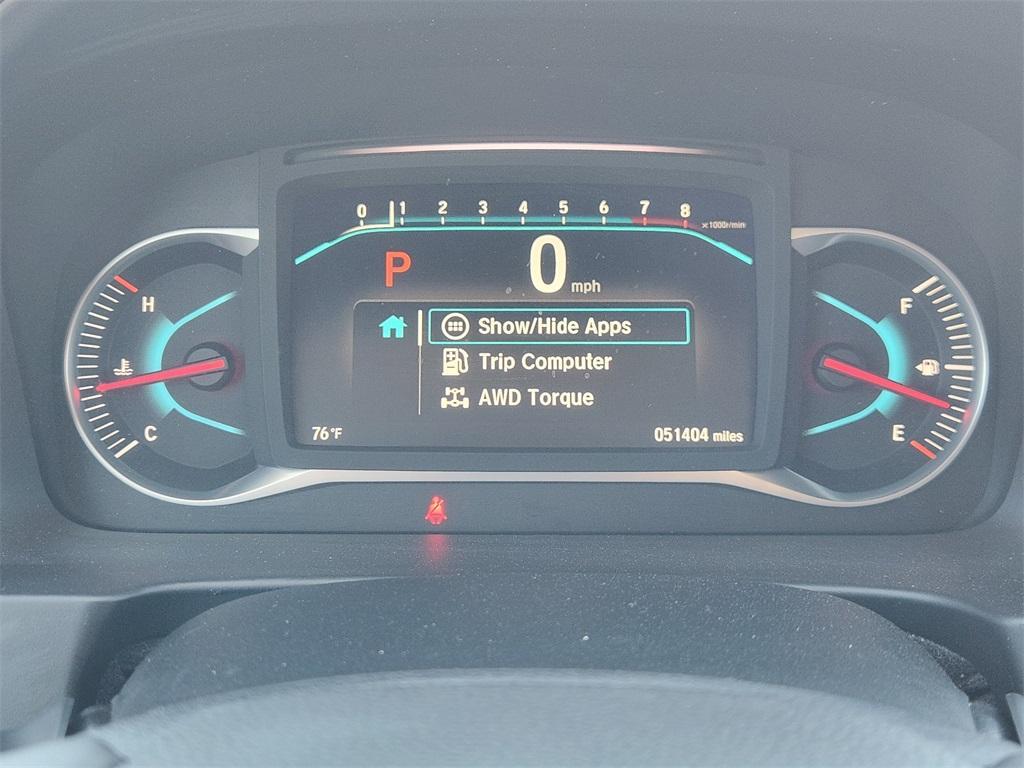 0 1 2 3 4 5 6 7 8 x1000r/min
P 0 mph
H
F
Show/Hide Apps
Trip Computer
AWD Torque
C
E
76°F
051404 miles